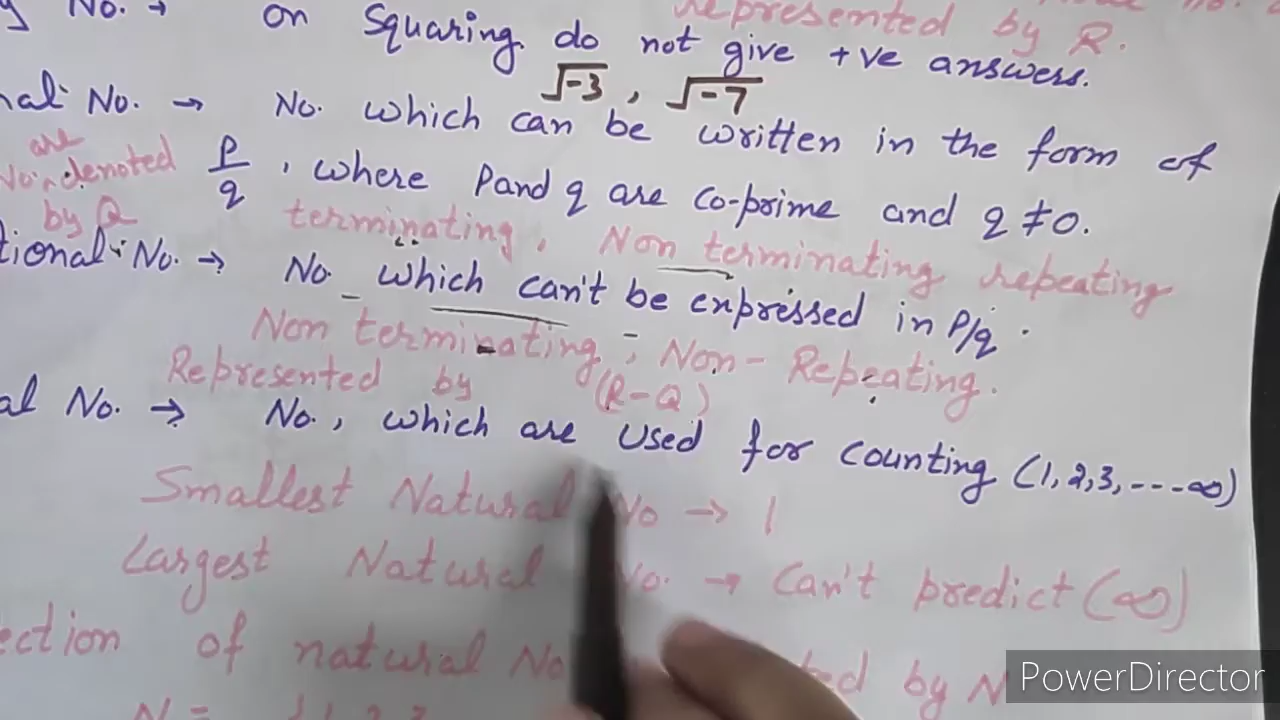 represented by R.
No. → on Squaring do not give +ve answers.
√-3 , √-7
No. → No. which can be written in the form of
are
No. denoted p/q , where P and q are co-prime and q ≠ 0.
by Q terminating, Non terminating repeating
No. → No. which can't be expressed in P/q.
Non terminating, Non-Repeating.
Represented by (R-Q)
al No. → No., which are used for counting (1,2,3,---∞)
Smallest Natural No → 1
Largest Natural No. → Can't predict (∞)
ection of natural No by N
N =
PowerDirector